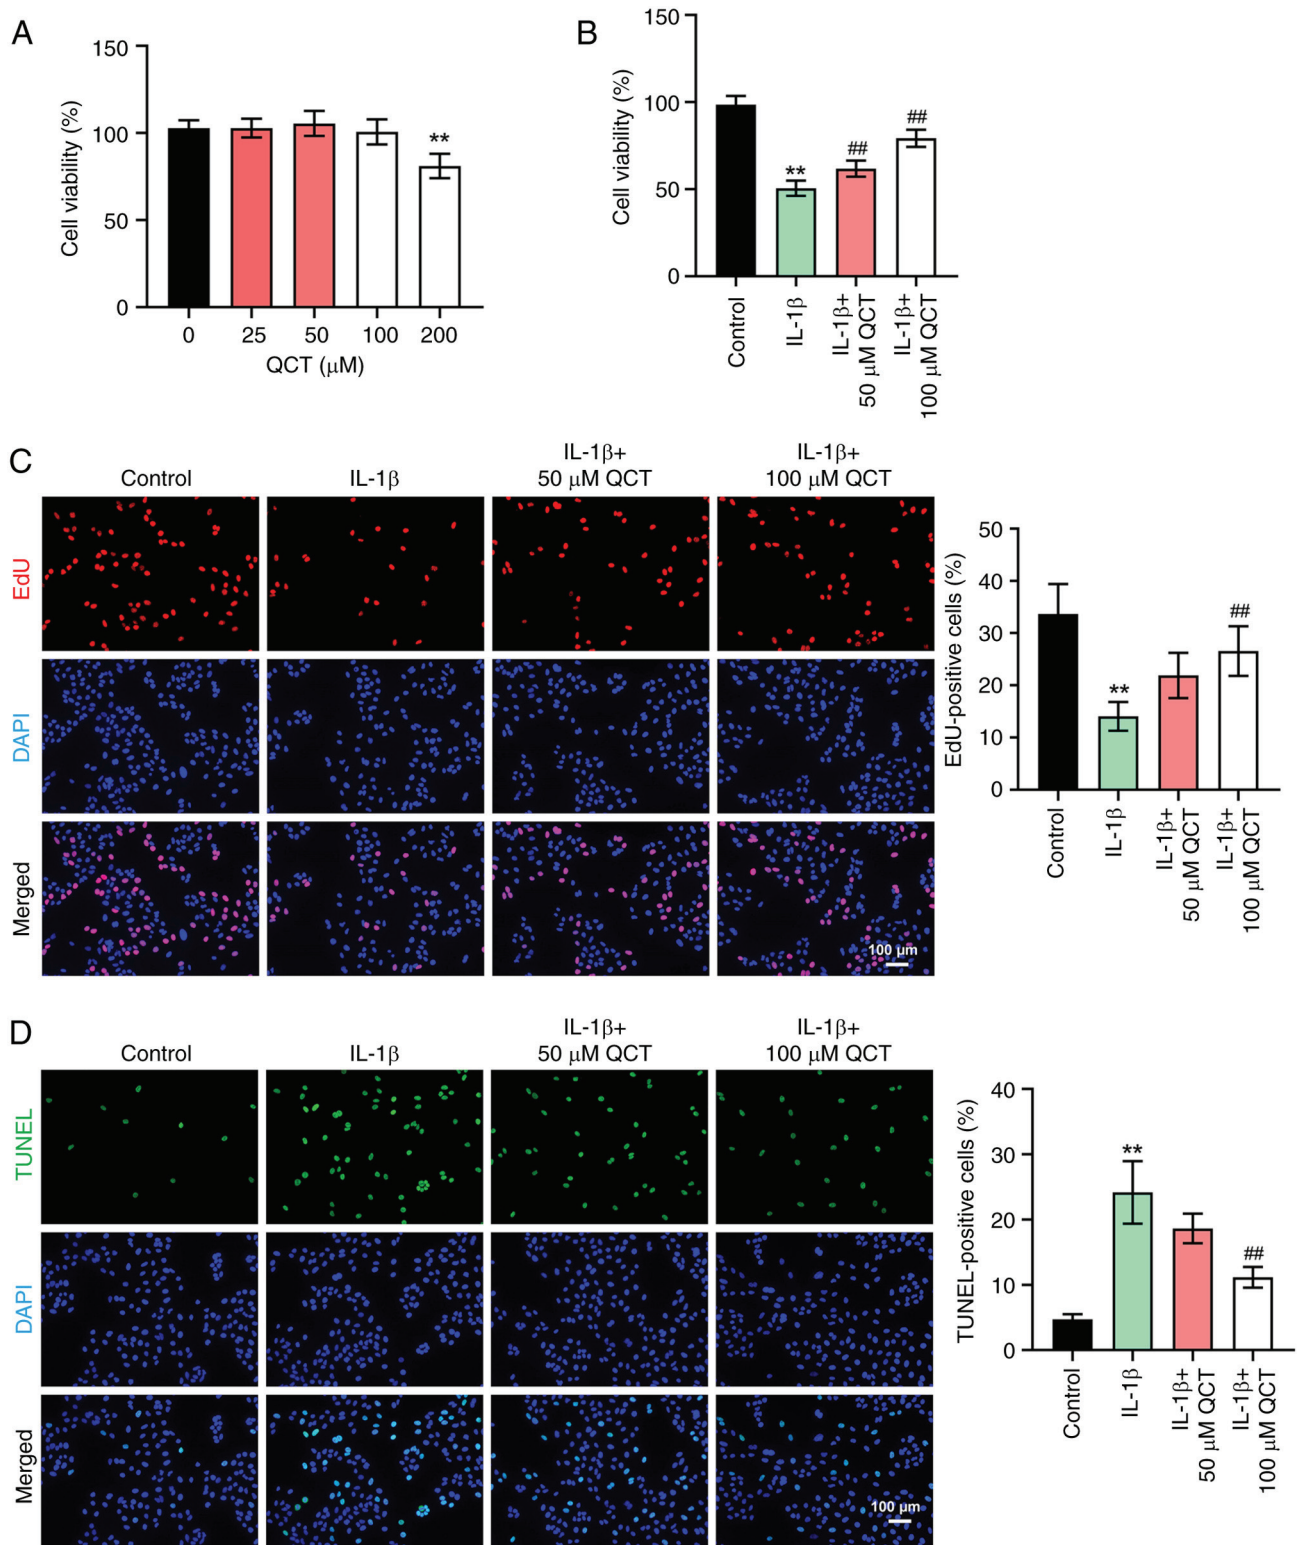 A
150
100
50
0
Cell viability (%)
**
0 25 50 100 200
QCT (µM)
B
150
100
50
0
Cell viability (%)
**
##
##
Control
IL-1β
IL-1β+
50 µM QCT
IL-1β+
100 µM QCT
C
Control
IL-1β
IL-1β+
50 µM QCT
IL-1β+
100 µM QCT
EdU
DAPI
Merged
100 µm
50
40
30
20
10
0
EdU-positive cells (%)
**
##
Control
IL-1β
IL-1β+
50 µM QCT
IL-1β+
100 µM QCT
D
Control
IL-1β
IL-1β+
50 µM QCT
IL-1β+
100 µM QCT
TUNEL
DAPI
Merged
100 µm
40
30
20
10
0
TUNEL-positive cells (%)
**
##
Control
IL-1β
IL-1β+
50 µM QCT
IL-1β+
100 µM QCT